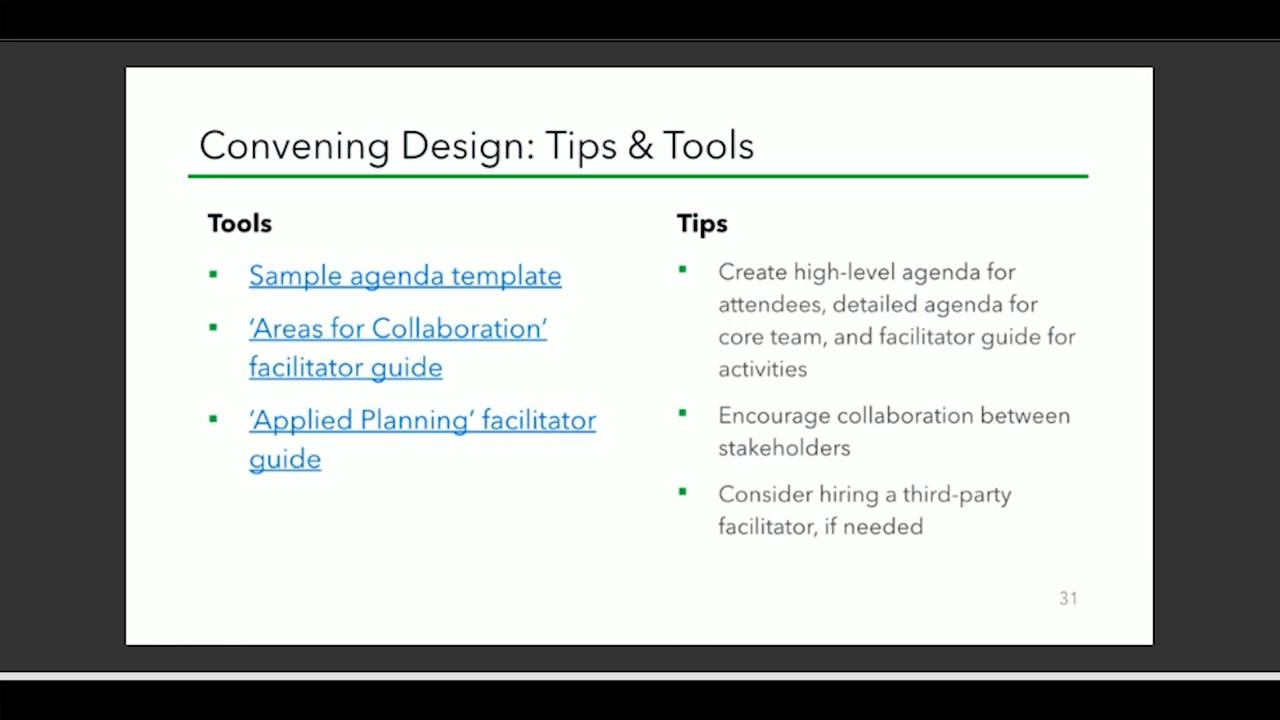 Convening Design: Tips & Tools
Tools
Sample agenda template
‘Areas for Collaboration’
facilitator guide
‘Applied Planning’ facilitator
guide
Tips
Create high-level agenda for
attendees, detailed agenda for
core team, and facilitator guide for
activities
Encourage collaboration between
stakeholders
Consider hiring a third-party
facilitator, if needed
31